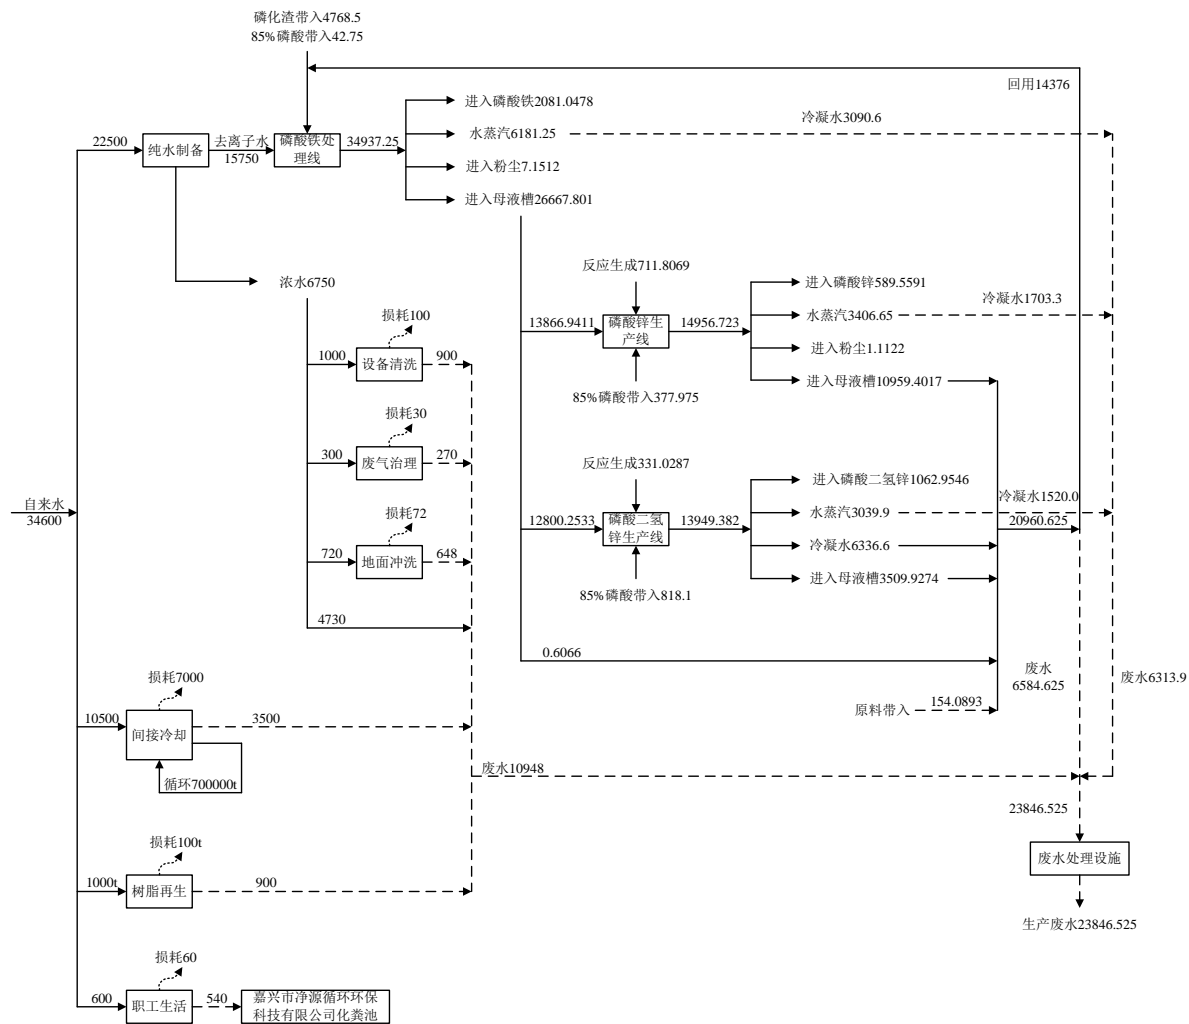 磷化渣带入4768.5
85%磷酸带入42.75
回用14376
进入磷酸铁2081.0478
冷凝水3090.6
22500
纯水制备
去离子水
15750
磷酸铁处
理线
34937.25
水蒸汽6181.25
进入粉尘7.1512
进入母液槽26667.801
浓水6750
反应生成711.8069
进入磷酸锌589.5591
冷凝水1703.3
损耗100
13866.9411
磷酸锌生
产线
14956.723
水蒸汽3406.65
进入粉尘1.1122
1000
设备清洗
900
进入母液槽10959.4017
85%磷酸带入377.975
损耗30
300
废气治理
270
反应生成331.0287
进入磷酸二氢锌1062.9546
冷凝水1520.0
自来水
34600
损耗72
12800.2533
磷酸二氢
锌生产线
13949.382
水蒸汽3039.9
20960.625
720
地面冲洗
648
冷凝水6336.6
进入母液槽3509.9274
85%磷酸带入818.1
4730
0.6066
废水
6584.625
废水6313.9
损耗7000
原料带入
154.0893
10500
间接冷却
3500
循环700000t
废水10948
23846.525
损耗100t
废水处理设施
1000t
树脂再生
900
生产废水23846.525
损耗60
600
职工生活
540
嘉兴市净源循环环保
科技有限公司化粪池